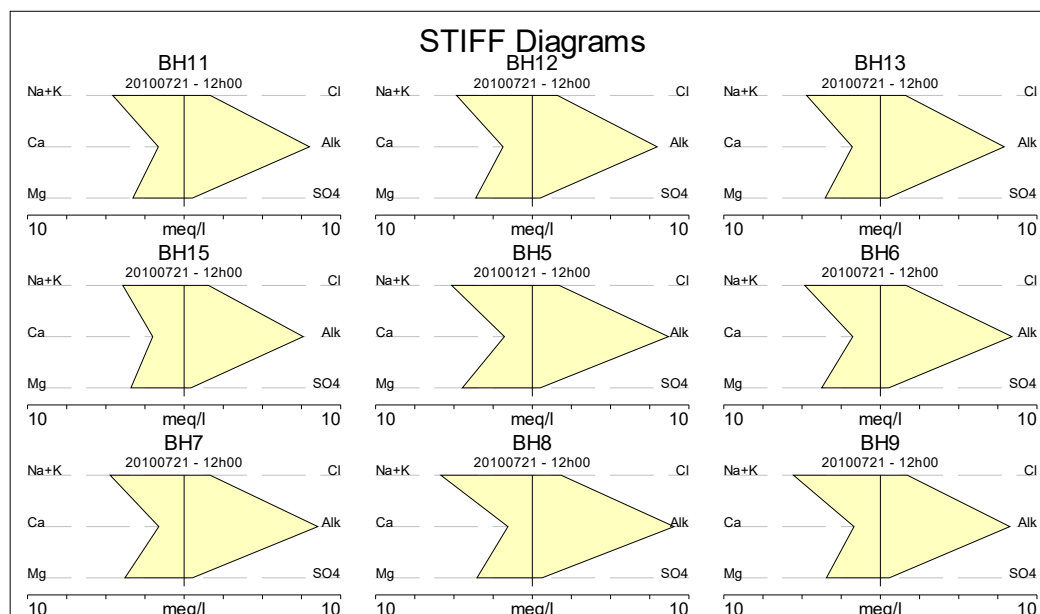 STIFF Diagrams
BH11 BH12 BH13
20100721 - 12h00 20100721 - 12h00 20100721 - 12h00
Na+K Cl Na+K Cl Na+K Cl
Ca Alk Ca Alk Ca Alk
Mg SO4 Mg SO4 Mg SO4
10 meq/l 10 10 meq/l 10 10 meq/l 10
BH15 BH5 BH6
20100721 - 12h00 20100121 - 12h00 20100721 - 12h00
Na+K Cl Na+K Cl Na+K Cl
Ca Alk Ca Alk Ca Alk
Mg SO4 Mg SO4 Mg SO4
10 meq/l 10 10 meq/l 10 10 meq/l 10
BH7 BH8 BH9
20100721 - 12h00 20100721 - 12h00 20100721 - 12h00
Na+K Cl Na+K Cl Na+K Cl
Ca Alk Ca Alk Ca Alk
Mg SO4 Mg SO4 Mg SO4
10 meq/l 10 10 meq/l 10 10 meq/l 10